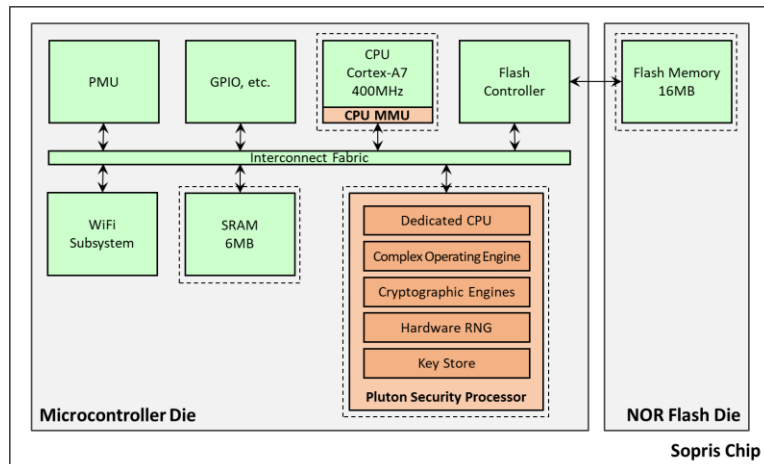 PMU
GPIO, etc.
CPU
Cortex-A7
400MHz
CPU MMU
Flash
Controller
Flash Memory
16MB
Interconnect Fabric
WiFi
Subsystem
SRAM
6MB
Dedicated CPU
Complex Operating Engine
Cryptographic Engines
Hardware RNG
Key Store
Pluton Security Processor
Microcontroller Die
NOR Flash Die
Sopris Chip